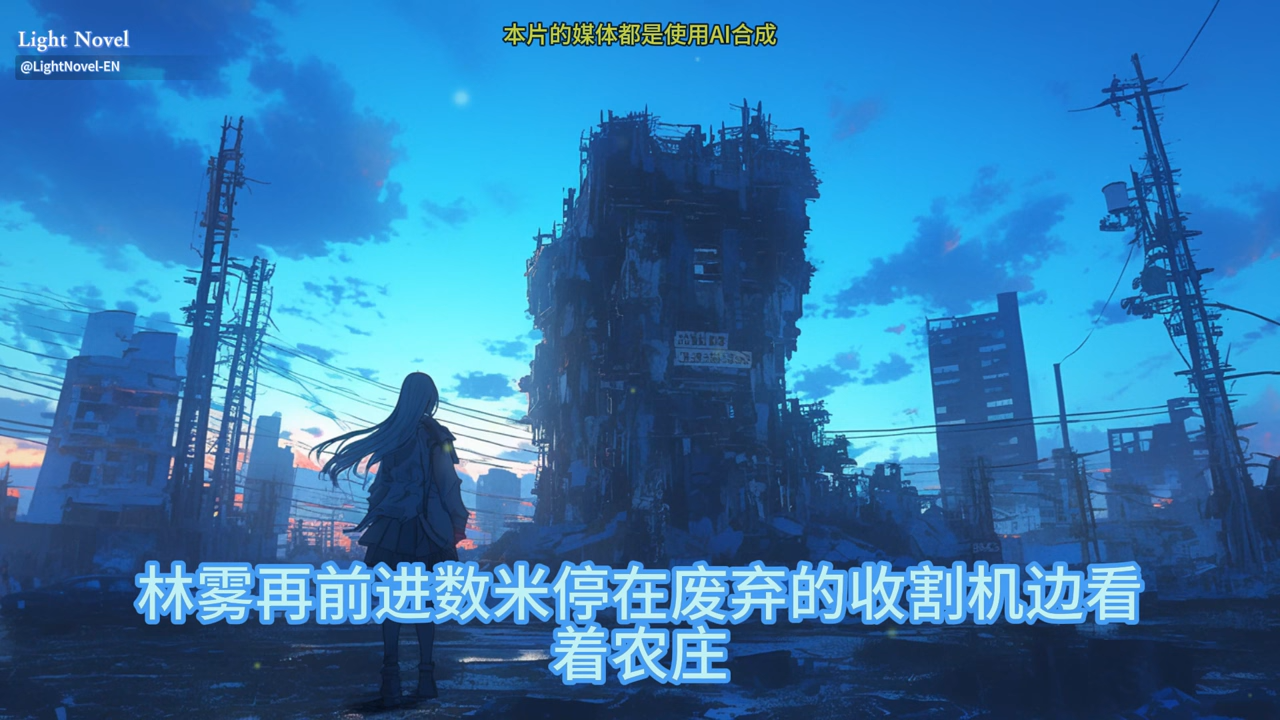 本片的媒体都是使用AI合成
Light Novel
@LightNovel-EN
林雾再前进数米停在废弃的收割机边看
着农庄